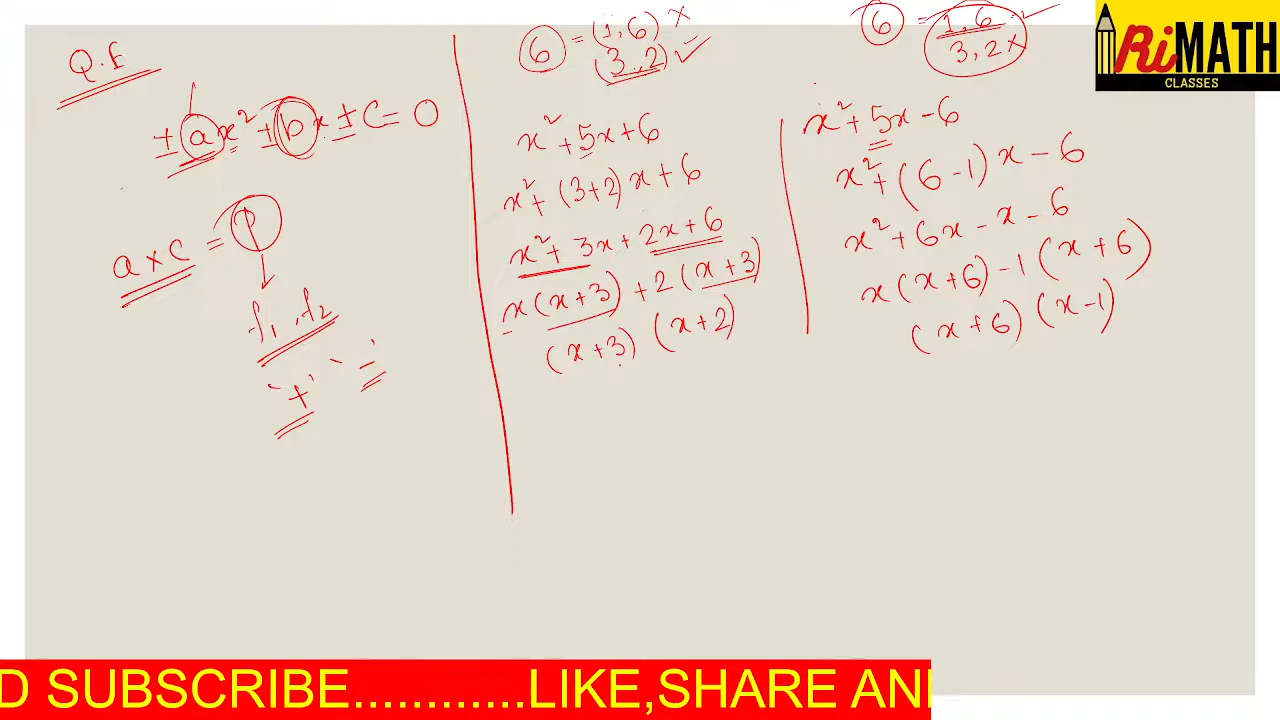 Q.E
± ax² ± bx ± C = 0
a×c = P
f₁, f₂
'+' '-'
6 = (1, 6) ×
(3, 2) ✓
x² + 5x + 6
x² + (3+2) x + 6
x² + 3x + 2x + 6
x (x+3) + 2 (x+3)
(x+3) (x+2)
6 = 1, 6 ✓
3, 2 ×
x² + 5x - 6
x² + (6 - 1) x - 6
x² + 6x - x - 6
x (x+6) - 1 (x + 6)
(x+6) (x-1)
RiMATH
CLASSES
D SUBSCRIBE............LIKE,SHARE AN